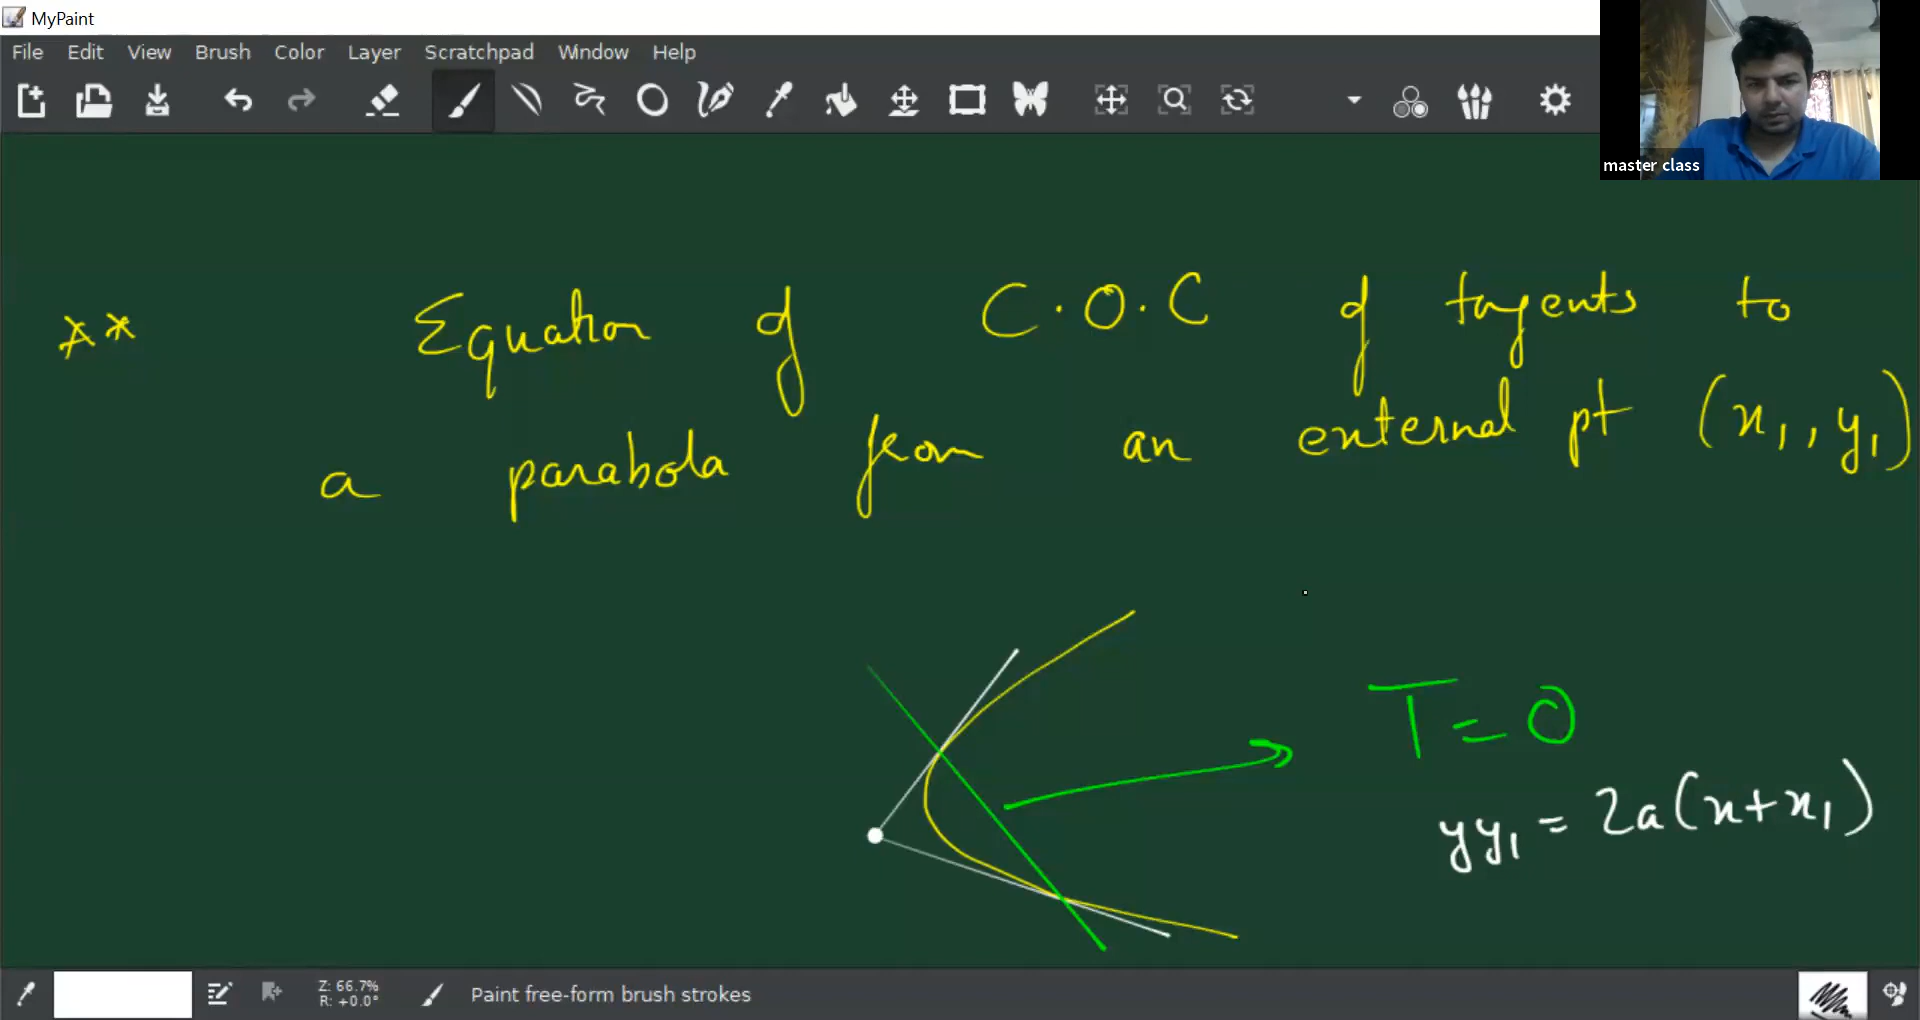 MyPaint
File Edit View Brush Color Layer Scratchpad Window Help
master class
** Equation of C.O.C of tagents to
a parabola from an external pt (x₁, y₁)
T = 0
yy₁ = 2a(x+x₁)
Z: 66.7%
R: +0.0°
Paint free-form brush strokes